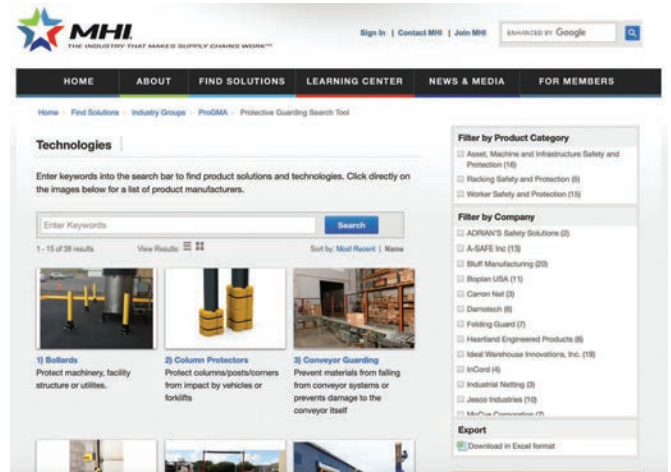 MHI
THE INDUSTRY THAT MAKES SUPPLY CHAINS WORK℠
Sign In | Contact MHI | Join MHI
ENHANCED BY Google
HOME
ABOUT
FIND SOLUTIONS
LEARNING CENTER
NEWS & MEDIA
FOR MEMBERS
Home
Find Solutions
Industry Groups
ProGMA
Protective Guarding Search Tool
Technologies
Enter keywords into the search bar to find product solutions and technologies. Click directly on
the images below for a list of product manufacturers.
Enter Keywords
Search
1 - 15 of 38 results
View Results:
Sort by: Most Recent | Name
1) Bollards
Protect machinery, facility
structure or utilites.
2) Column Protectors
Protect columns/posts/corners
from impact by vehicles or
forklifts
3) Conveyor Guarding
Prevent materials from falling
from conveyor systems or
prevents damage to the
conveyor itself
Filter by Product Category
Asset, Machine and Infrastructure Safety and
Protection (16)
Racking Safety and Protection (5)
Worker Safety and Protection (15)
Filter by Company
ADRIAN'S Safety Solutions (2)
A-SAFE Inc (13)
Bluff Manufacturing (20)
Boplan USA (11)
Carron Net (3)
Damotech (6)
Folding Guard (7)
Heartland Engineered Products (8)
Ideal Warehouse Innovations, Inc. (19)
InCord (4)
Industrial Netting (3)
Jesco Industries (10)
McCue Corporation (7)
Export
Download in Excel format